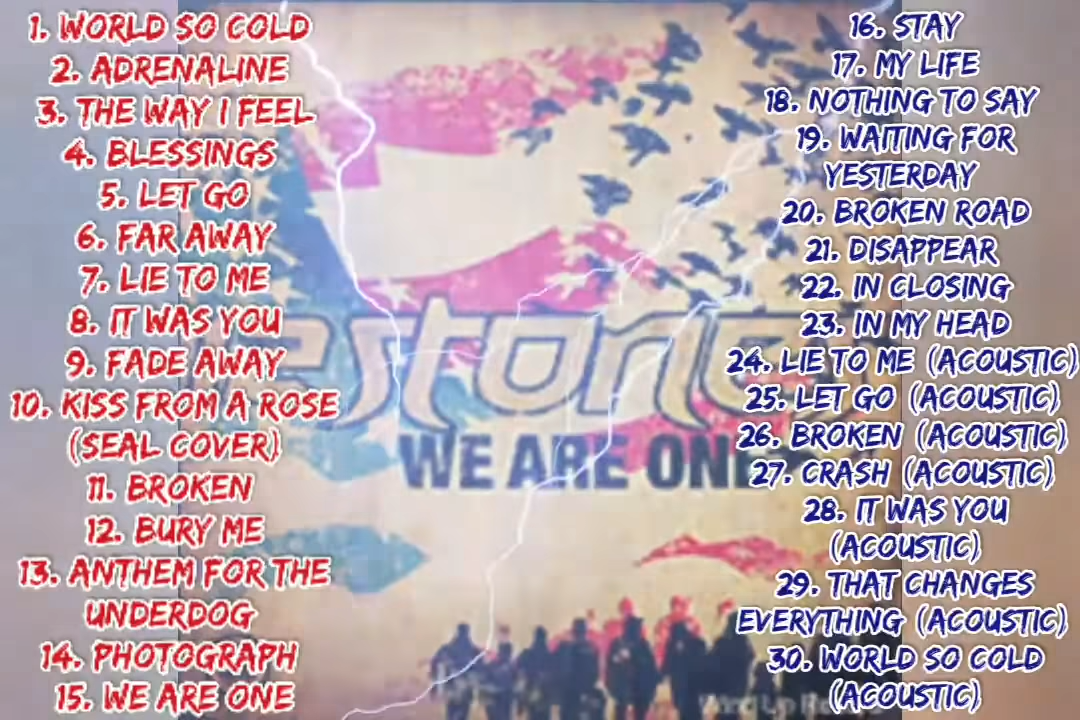 1. WORLD SO COLD
2. ADRENALINE
3. THE WAY I FEEL
4. BLESSINGS
5. LET GO
6. FAR AWAY
7. LIE TO ME
8. IT WAS YOU
9. FADE AWAY
10. KISS FROM A ROSE
(SEAL COVER)
11. BROKEN
12. BURY ME
13. ANTHEM FOR THE
UNDERDOG
14. PHOTOGRAPH
15. WE ARE ONE
16. STAY
17. MY LIFE
18. NOTHING TO SAY
19. WAITING FOR
YESTERDAY
20. BROKEN ROAD
21. DISAPPEAR
22. IN CLOSING
23. IN MY HEAD
24. LIE TO ME (ACOUSTIC)
25. LET GO (ACOUSTIC)
26. BROKEN (ACOUSTIC)
27. CRASH (ACOUSTIC)
28. IT WAS YOU
(ACOUSTIC)
29. THAT CHANGES
EVERYTHING (ACOUSTIC)
30. WORLD SO COLD
(ACOUSTIC)
WE ARE ONE